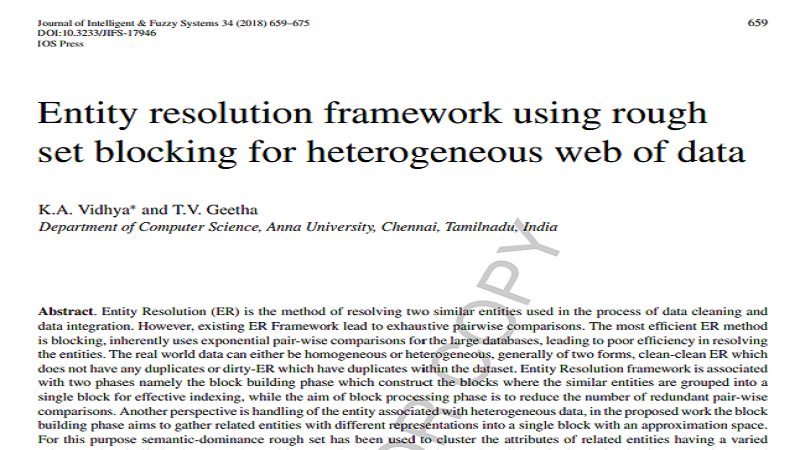 Journal of Intelligent & Fuzzy Systems 34 (2018) 659–675
DOI:10.3233/JIFS-17946
IOS Press
659
Entity resolution framework using rough
set blocking for heterogeneous web of data
K.A. Vidhya* and T.V. Geetha
Department of Computer Science, Anna University, Chennai, Tamilnadu, India
Abstract. Entity Resolution (ER) is the method of resolving two similar entities used in the process of data cleaning and
data integration. However, existing ER Framework lead to exhaustive pairwise comparisons. The most efficient ER method
is blocking, inherently uses exponential pair-wise comparisons for the large databases, leading to poor efficiency in resolving
the entities. The real world data can either be homogeneous or heterogeneous, generally of two forms, clean-clean ER which
does not have any duplicates or dirty-ER which have duplicates within the dataset. Entity Resolution framework is associated
with two phases namely the block building phase which construct the blocks where the similar entities are grouped into a
single block for effective indexing, while the aim of block processing phase is to reduce the number of redundant pair-wise
comparisons. Another perspective is handling of the entity associated with heterogeneous data, in the proposed work the block
building phase aims to gather related entities with different representations into a single block with an approximation space.
For this purpose semantic-dominance rough set has been used to cluster the attributes of related entities having a varied
COPY